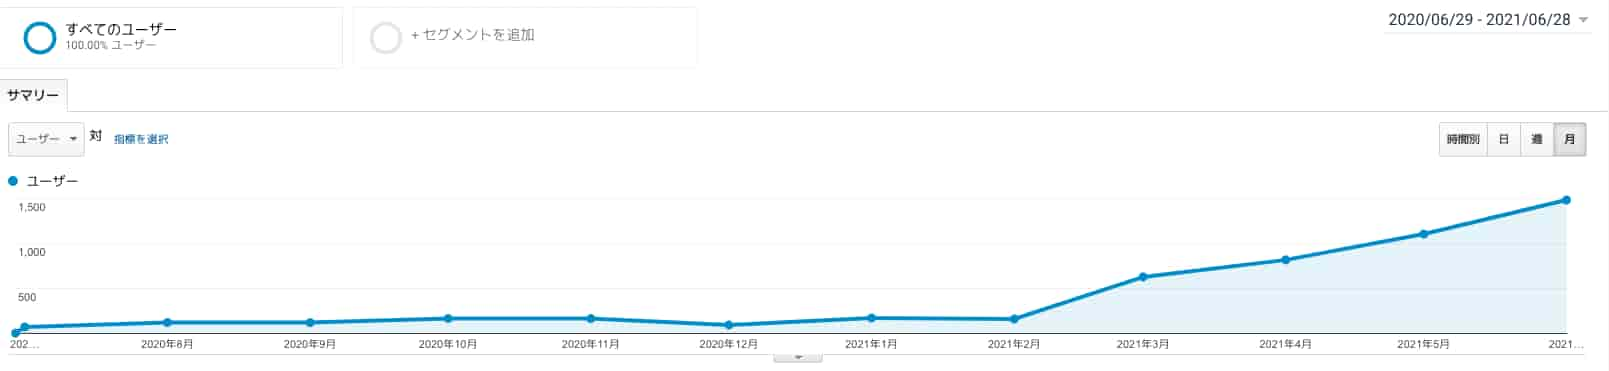 すべてのユーザー
100.00% ユーザー
+ セグメントを追加
2020/06/29 - 2021/06/28
サマリー
ユーザー 対 指標を選択
時間別 日 週 月
ユーザー
1,500
1,000
500
202...
2020年8月
2020年9月
2020年10月
2020年11月
2020年12月
2021年1月
2021年2月
2021年3月
2021年4月
2021年5月
2021...